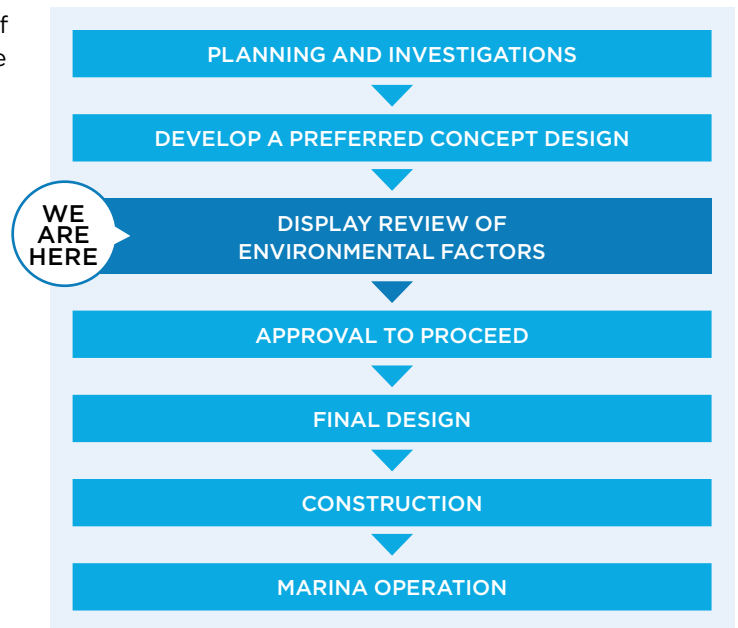 f
e
PLANNING AND INVESTIGATIONS
DEVELOP A PREFERRED CONCEPT DESIGN
WE
ARE
HERE
DISPLAY REVIEW OF
ENVIRONMENTAL FACTORS
APPROVAL TO PROCEED
FINAL DESIGN
CONSTRUCTION
MARINA OPERATION